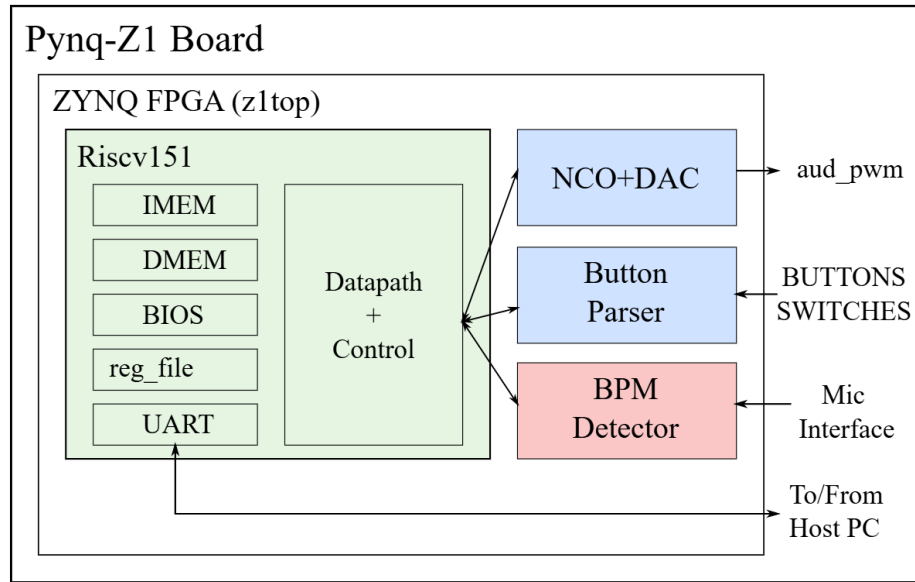 Pynq-Z1 Board
ZYNQ FPGA (z1top)
Riscv151
IMEM
DMEM
BIOS
reg_file
UART
Datapath
+
Control
NCO+DAC
Button
Parser
BPM
Detector
aud_pwm
BUTTONS
SWITCHES
Mic
Interface
To/From
Host PC